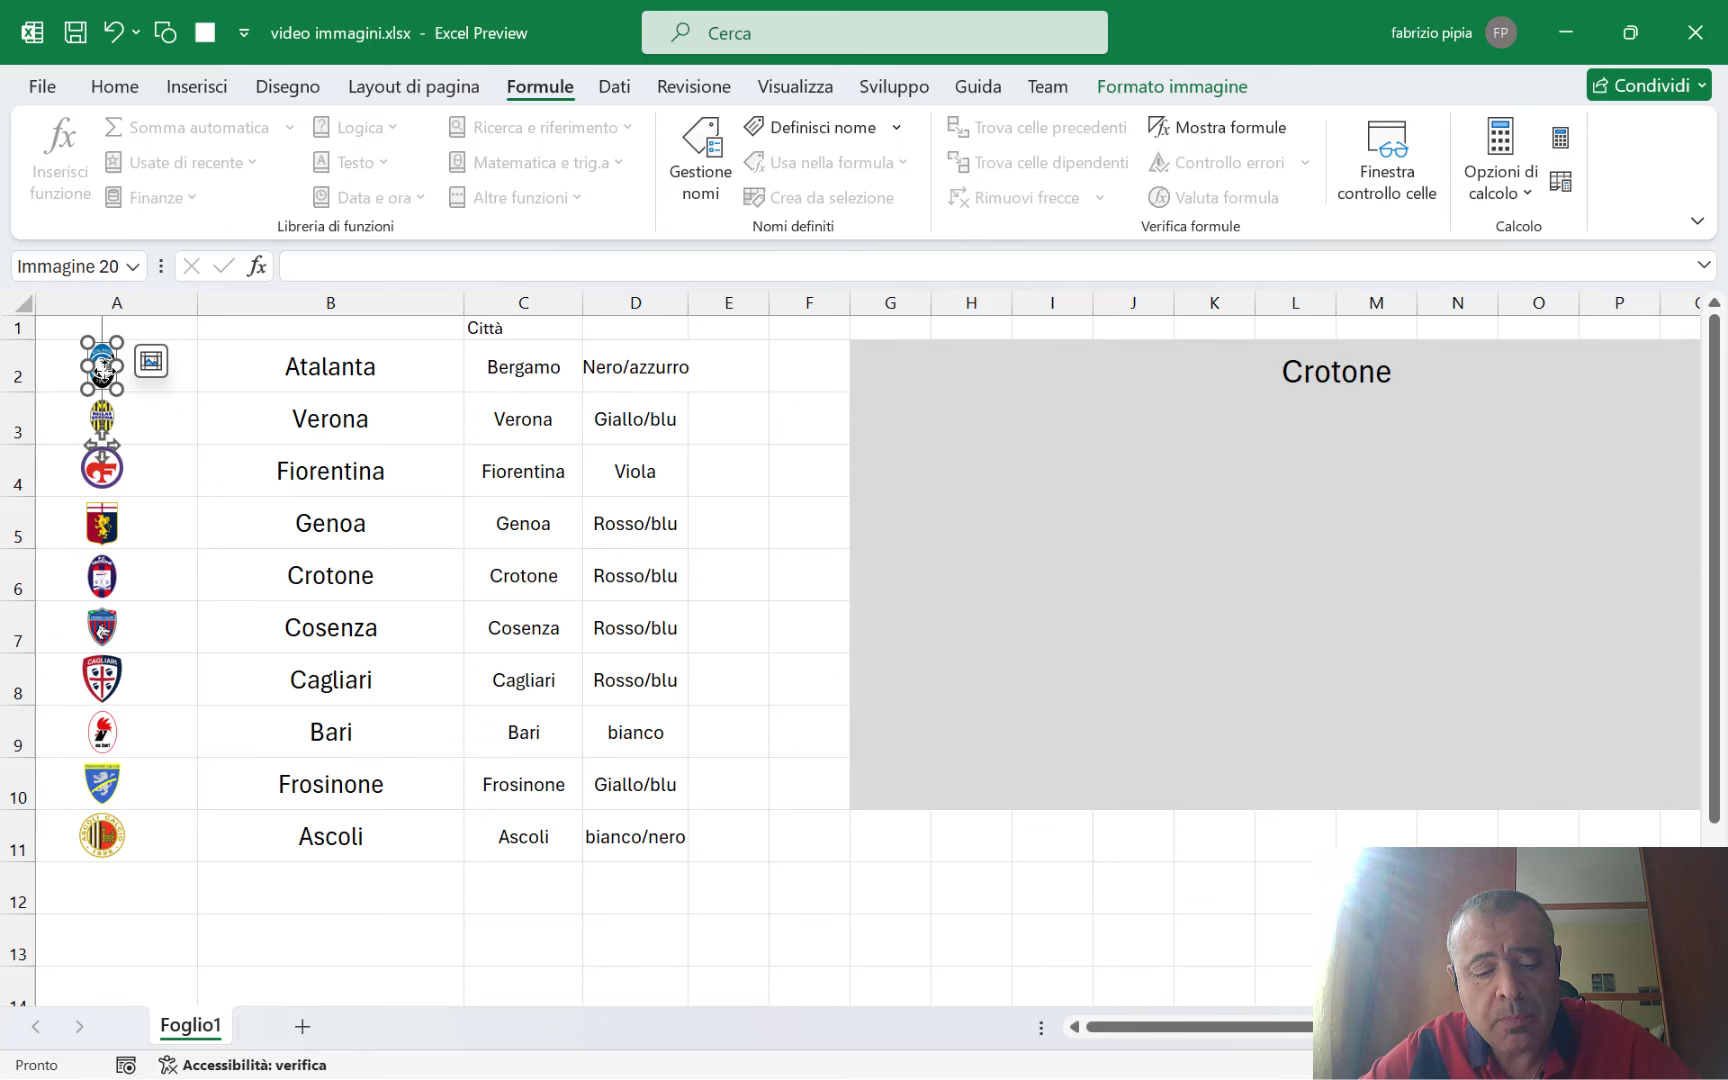 video immagini.xlsx - Excel Preview
Cerca
fabrizio pipia FP
File Home Inserisci Disegno Layout di pagina Formule Dati Revisione Visualizza Sviluppo Guida Team Formato immagine Condividi
Inserisci funzione
Somma automatica
Usate di recente
Finanze
Logica
Testo
Data e ora
Ricerca e riferimento
Matematica e trig.a
Altre funzioni
Libreria di funzioni
Gestione nomi
Definisci nome
Usa nella formula
Crea da selezione
Nomi definiti
Trova celle precedenti
Trova celle dipendenti
Rimuovi frecce
Mostra formule
Controllo errori
Valuta formula
Verifica formule
Finestra controllo celle
Opzioni di calcolo
Calcolo
Immagine 20 fx
A B C D E F G H I J K L M N O P
1 Città
2 Atalanta Bergamo Nero/azzurro Crotone
3 Verona Verona Giallo/blu
4 Fiorentina Fiorentina Viola
5 Genoa Genoa Rosso/blu
6 Crotone Crotone Rosso/blu
7 Cosenza Cosenza Rosso/blu
8 CAGLIARI Cagliari Cagliari Rosso/blu
9 Bari Bari bianco
10 Frosinone Frosinone Giallo/blu
11 Ascoli Ascoli bianco/nero
12
13
14
Foglio1
Pronto Accessibilità: verifica